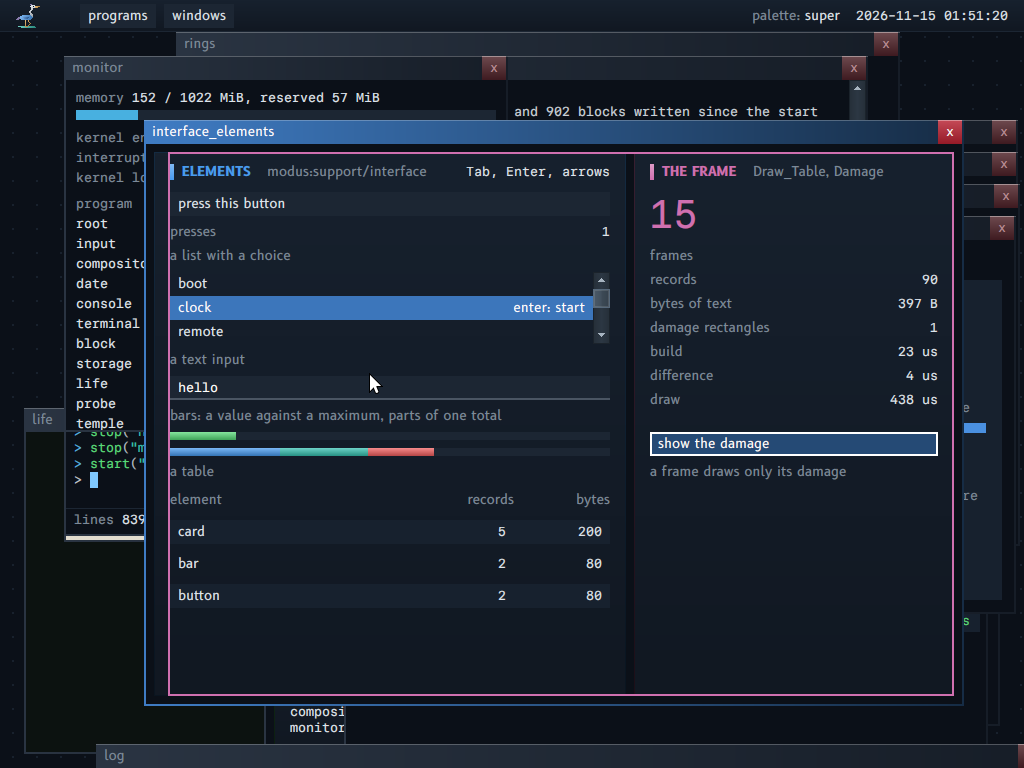 programs windows palette: super 2026-11-15 01:51:20
rings x
monitor x x
memory 152 / 1022 MiB, reserved 57 MiB
and 902 blocks written since the start
interface_elements x x
kernel
interrupt
kernel
x
x
x
program
root
input
composito
date
console
terminal
block
storage
life
probe
temple
ELEMENTS modus:support/interface Tab, Enter, arrows
press this button
presses 1
a list with a choice
boot
clock enter: start
remote
a text input
hello
bars: a value against a maximum, parts of one total
a table
element records bytes
card 5 200
bar 2 80
button 2 80
THE FRAME Draw_Table, Damage
15
frames
records 90
bytes of text 397 B
damage rectangles 1
build 23 us
difference 4 us
draw 438 us
show the damage
a frame draws only its damage
e
re
s
life
> stop("
> stop("m
> start("
>
lines 839
composi
monitor
log